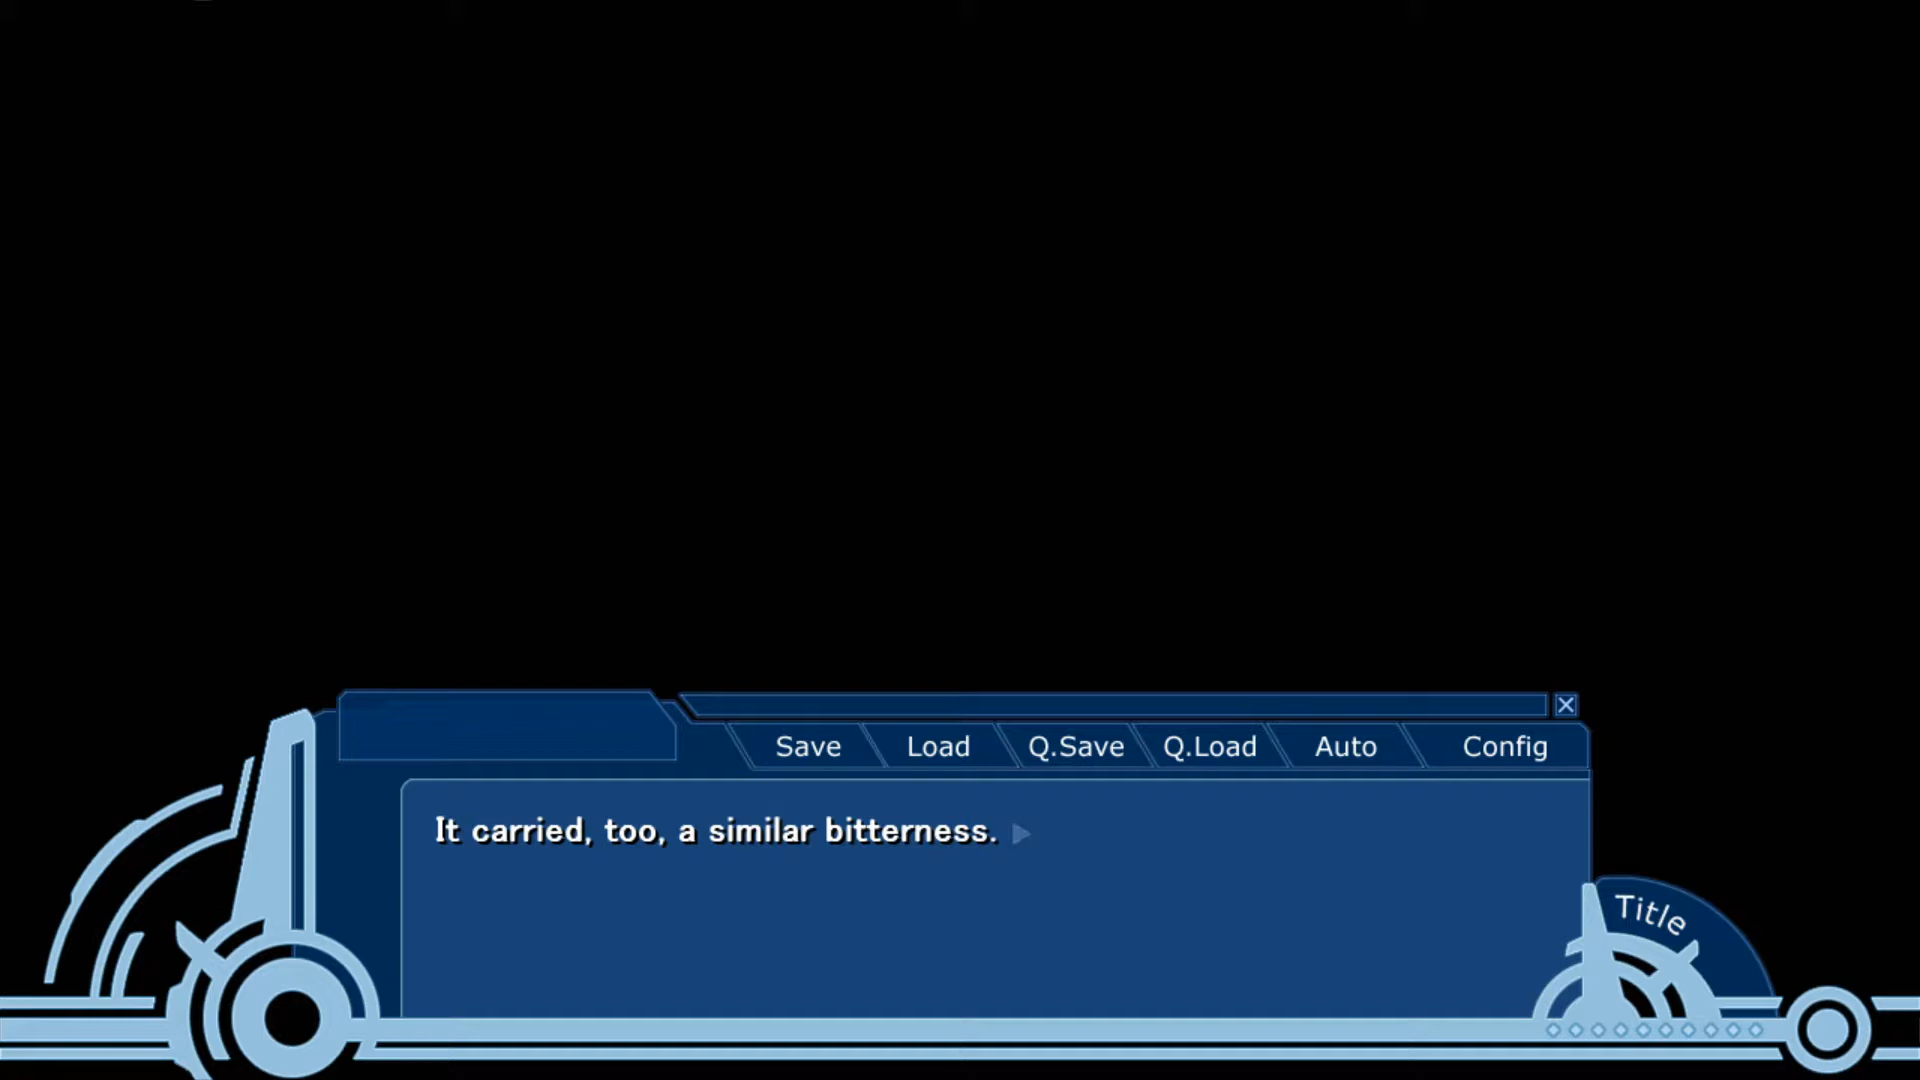 Save Load Q.Save Q.Load Auto Config
It carried, too, a similar bitterness.
Title